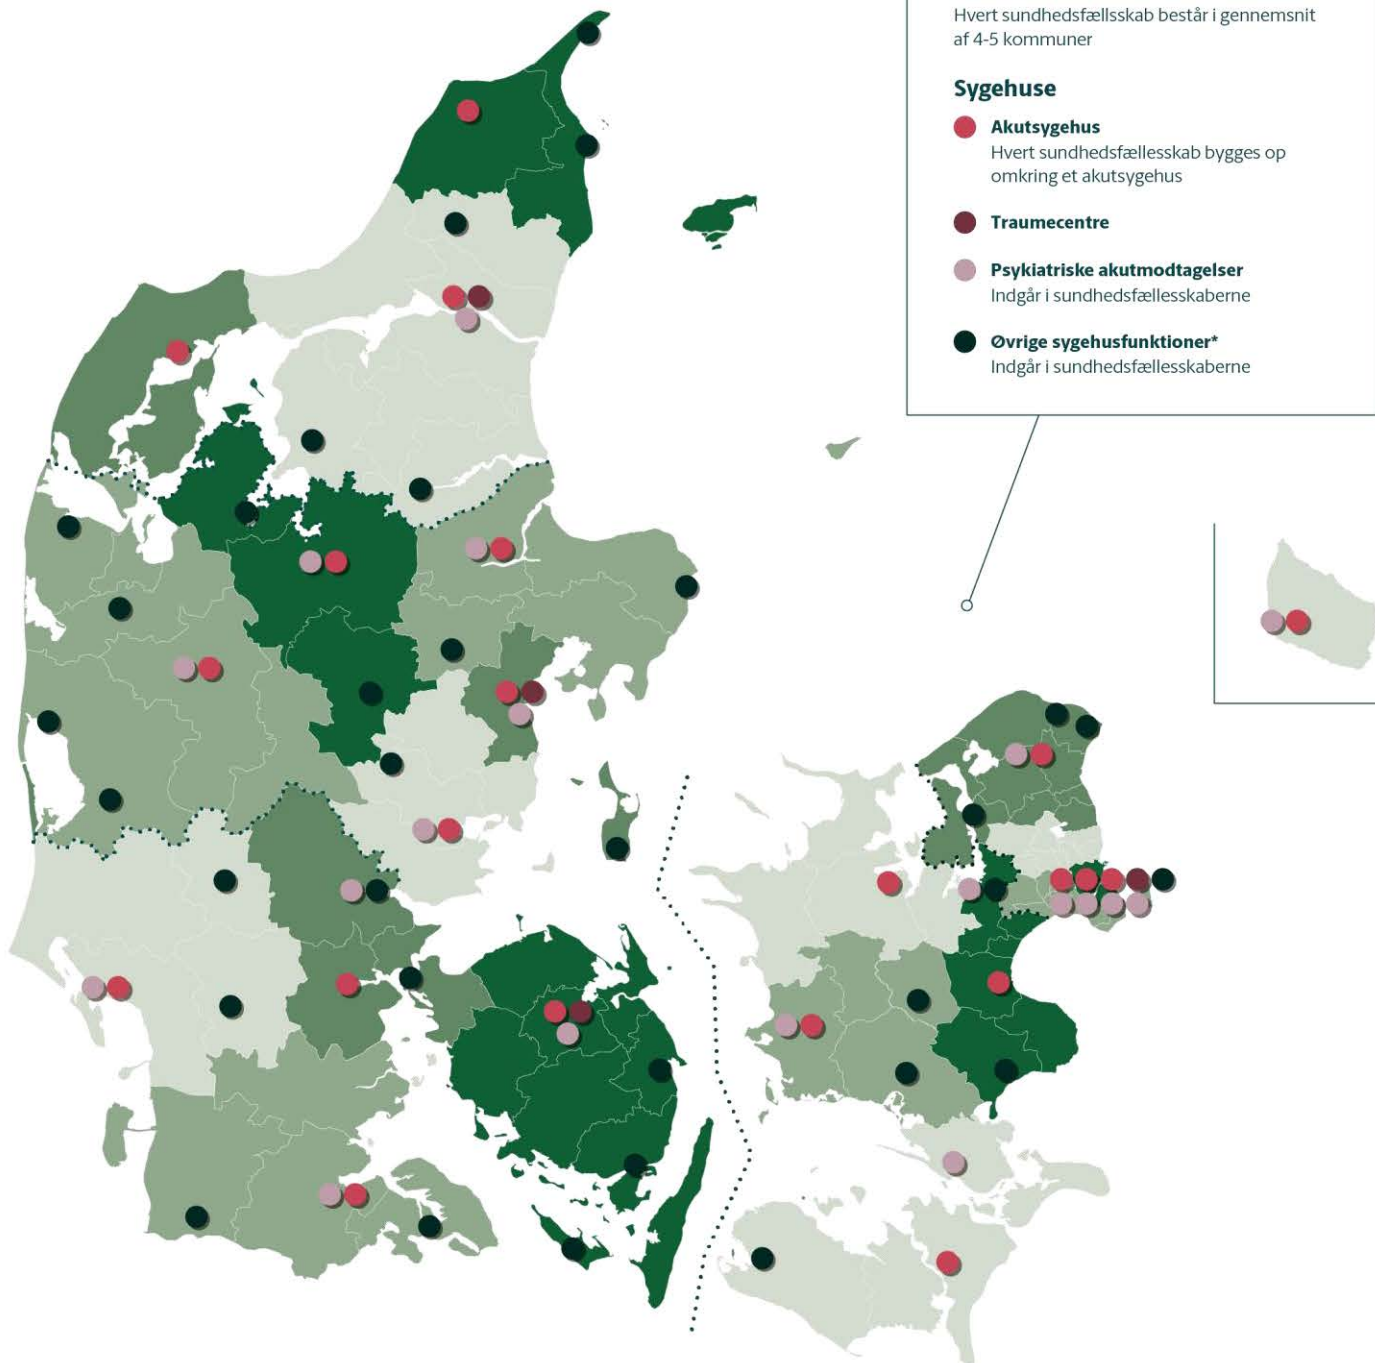 Hvert sundhedsfællsskab består i gennemsnit
af 4-5 kommuner
Sygehuse
Akutsygehus
Hvert sundhedsfællesskab bygges op
omkring et akutsygehus
Traumecentre
Psykiatriske akutmodtagelser
Indgår i sundhedsfællesskaberne
Øvrige sygehusfunktioner*
Indgår i sundhedsfællesskaberne